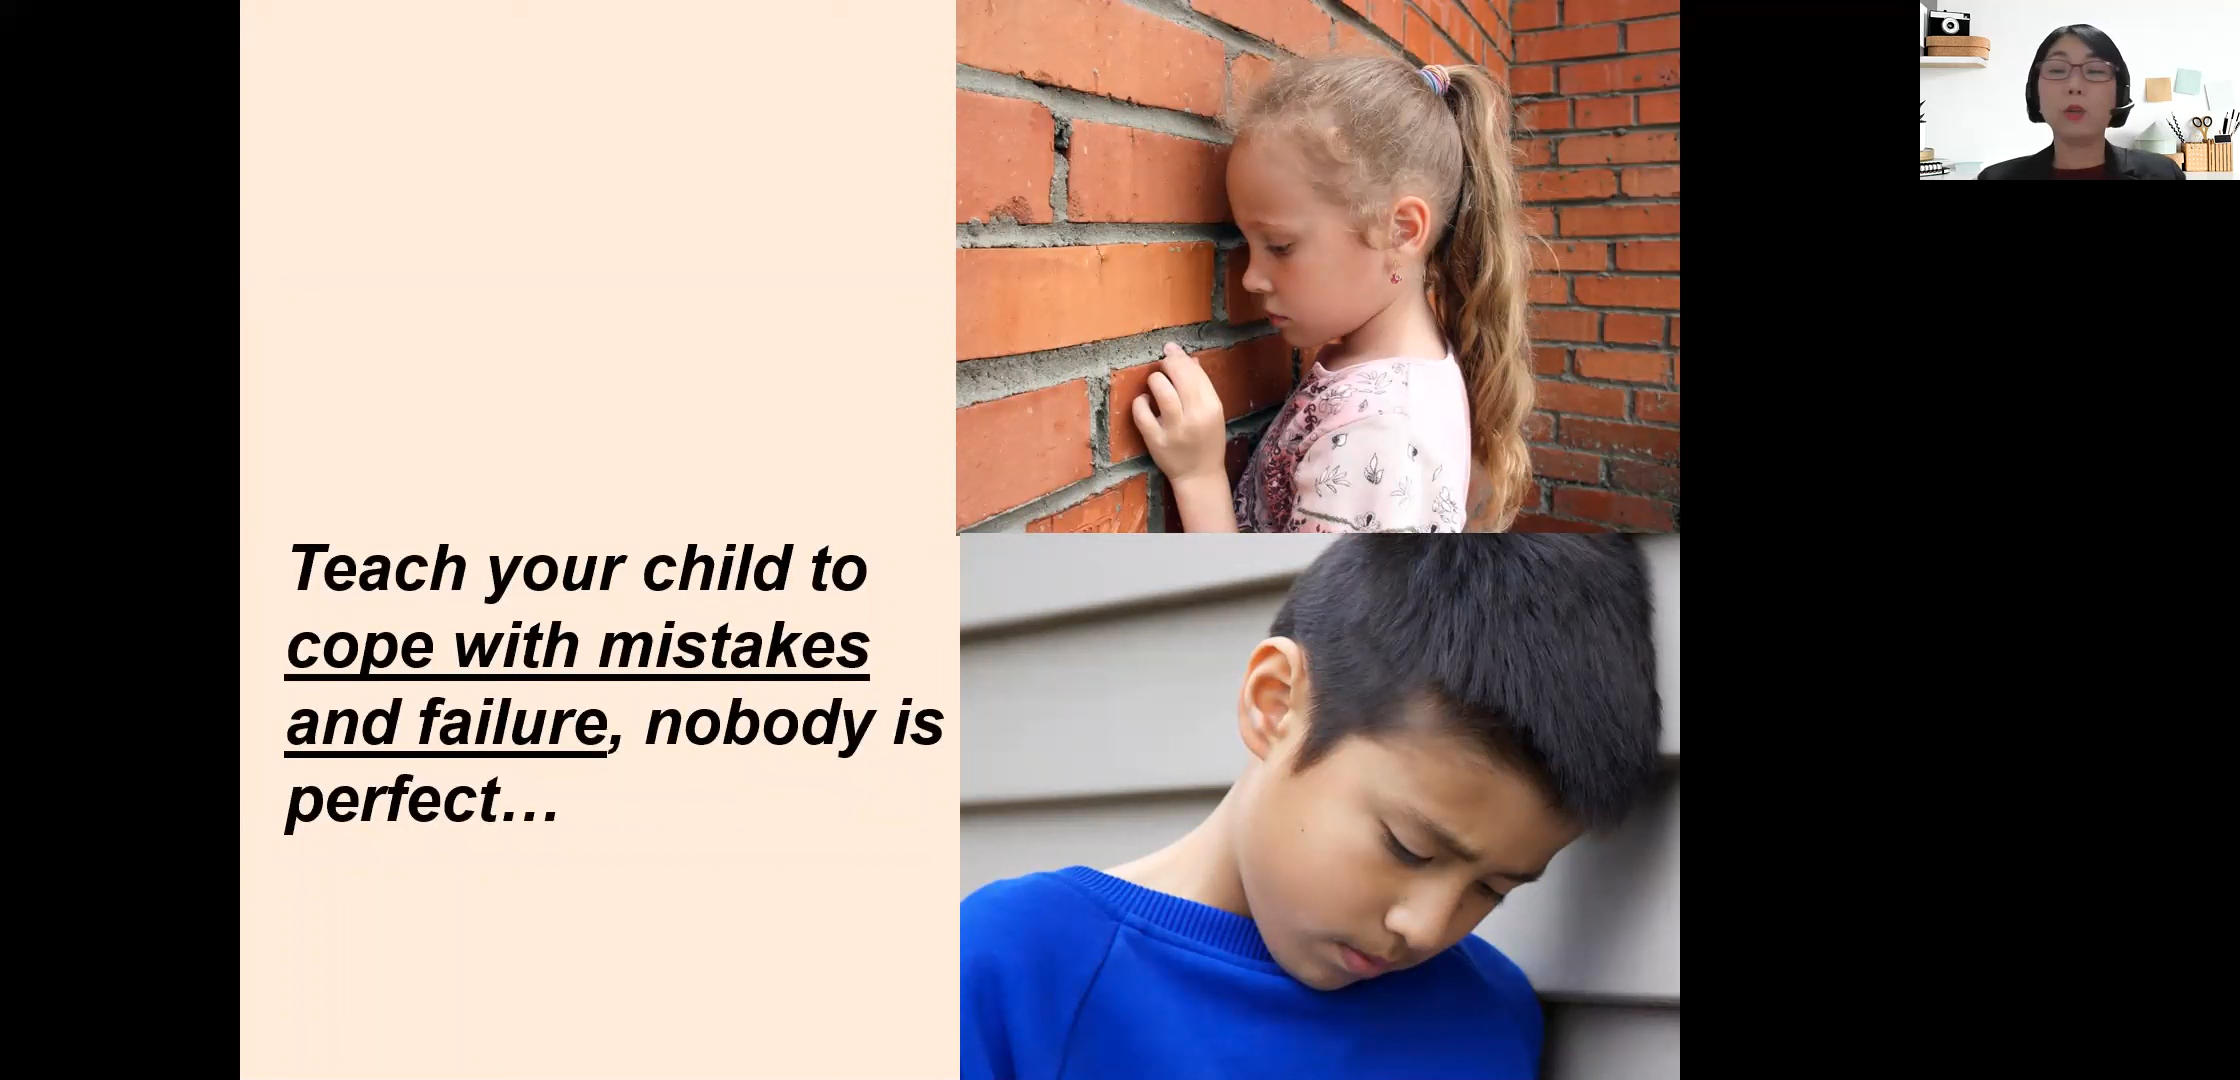 Teach your child to
cope with mistakes
and failure, nobody is
perfect…